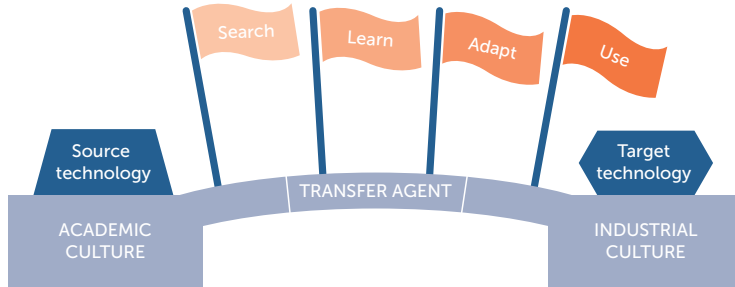 Search
Learn
Adapt
Use
Source
technology
Target
technology
TRANSFER AGENT
ACADEMIC
CULTURE
INDUSTRIAL
CULTURE